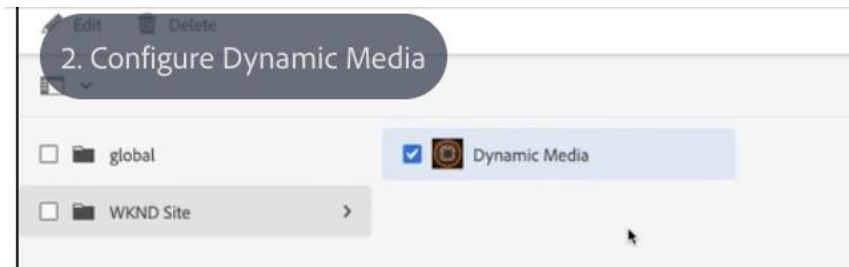 Edit Delete
2. Configure Dynamic Media
global
Dynamic Media
WKND Site